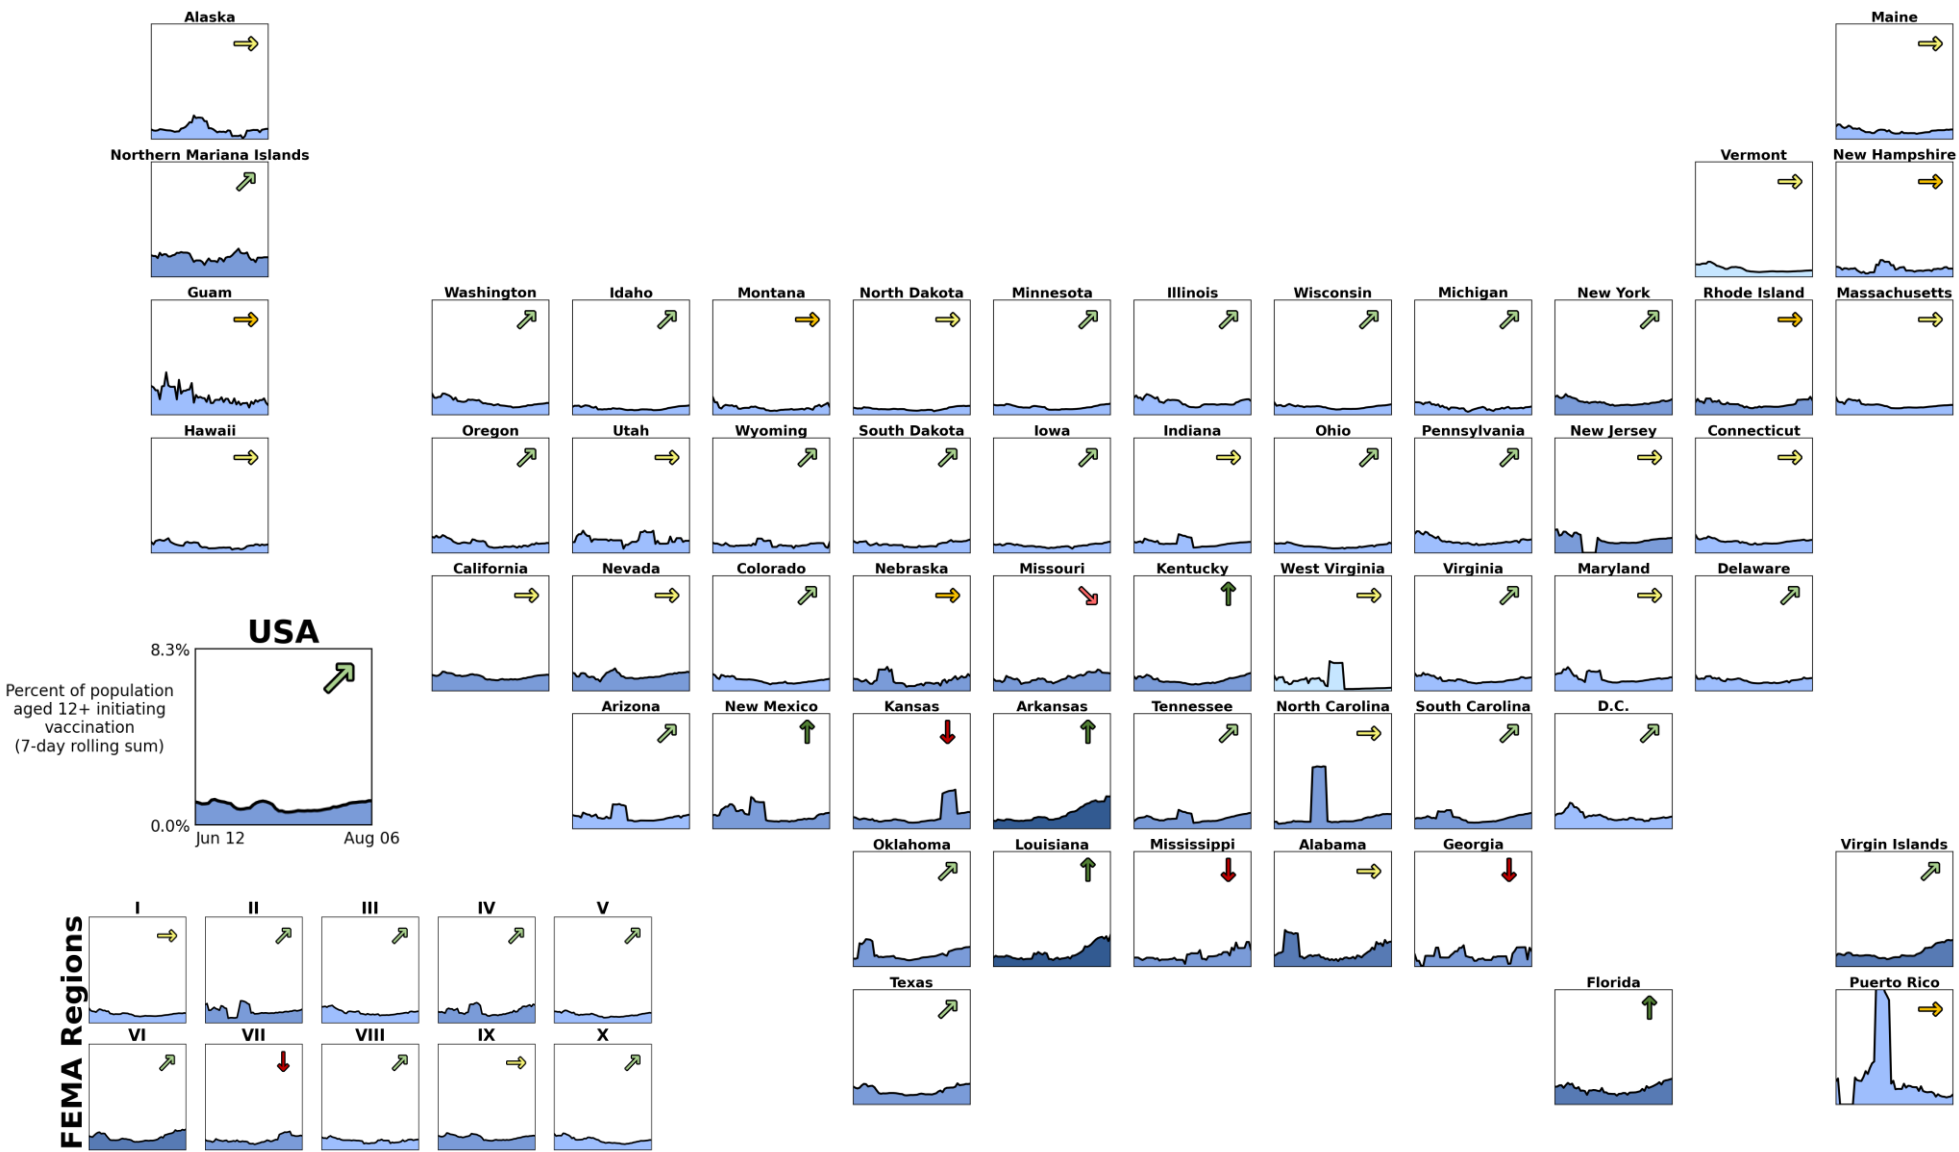 Alaska
Maine
Northern Mariana Islands
Vermont
New Hampshire
Guam
Washington
Idaho
Montana
North Dakota
Minnesota
Illinois
Wisconsin
Michigan
New York
Rhode Island
Massachusetts
Hawaii
Oregon
Utah
Wyoming
South Dakota
Iowa
Indiana
Ohio
Pennsylvania
New Jersey
Connecticut
California
Nevada
Colorado
Nebraska
Missouri
Kentucky
West Virginia
Virginia
Maryland
Delaware
USA
8.3%
Percent of population
aged 12+ initiating
vaccination
(7-day rolling sum)
0.0%
Jun 12
Aug 06
Arizona
New Mexico
Kansas
Arkansas
Tennessee
North Carolina
South Carolina
D.C.
Oklahoma
Louisiana
Mississippi
Alabama
Georgia
Virgin Islands
Texas
Florida
Puerto Rico
FEMA Regions
I
II
III
IV
V
VI
VII
VIII
IX
X